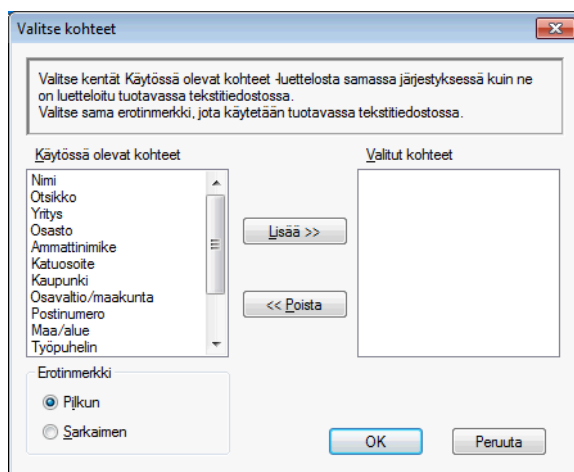 Valitse kohteet
Valitse kentät Käytössä olevat kohteet -luettelosta samassa järjestyksessä kuin ne
on luetteloitu tuotavassa tekstitiedostossa.
Valitse sama erotinmerkki, jota käytetään tuotavassa tekstitiedostossa.
Käytössä olevat kohteet
Valitut kohteet
Nimi
Otsikko
Yritys
Osasto
Ammattinimike
Katuosoite
Kaupunki
Osavaltio/maakunta
Postinumero
Maa/alue
Työpuhelin
Lisää >>
<< Poista
Erotinmerkki
Pilkun
Sarkaimen
OK
Peruuta